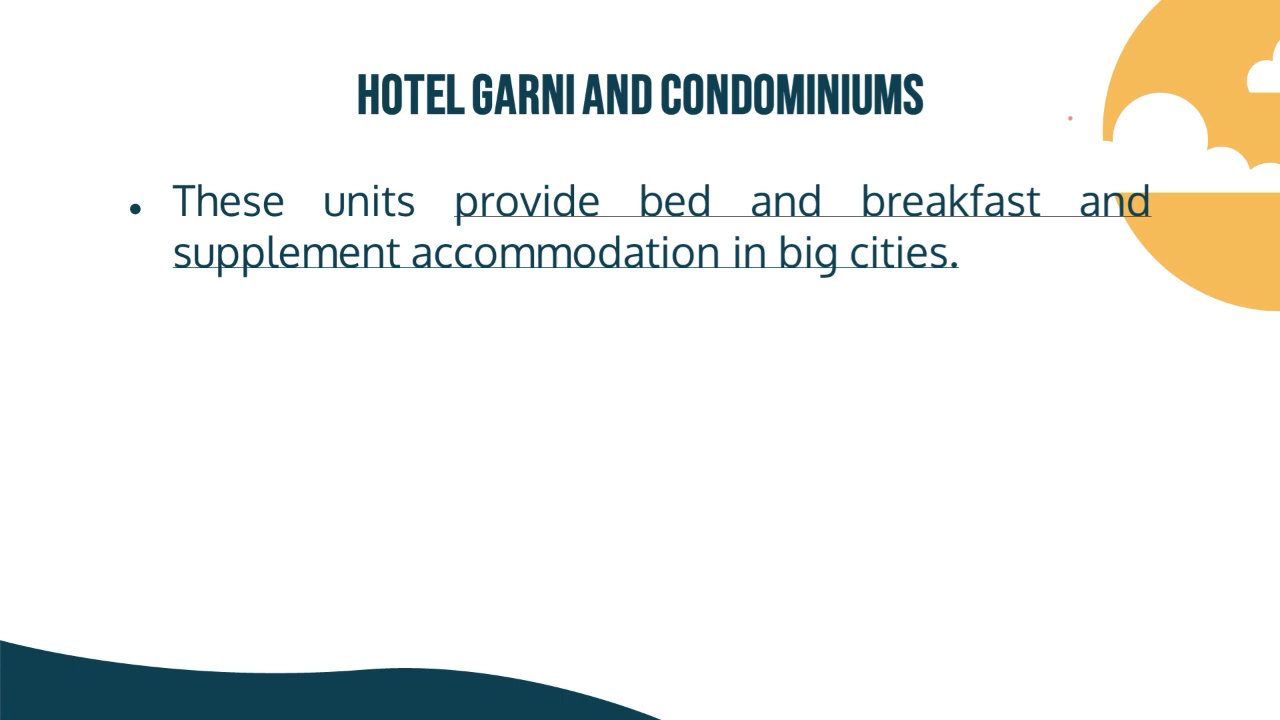 HOTEL GARNI AND CONDOMINIUMS
• These units provide bed and breakfast and
supplement accommodation in big cities.